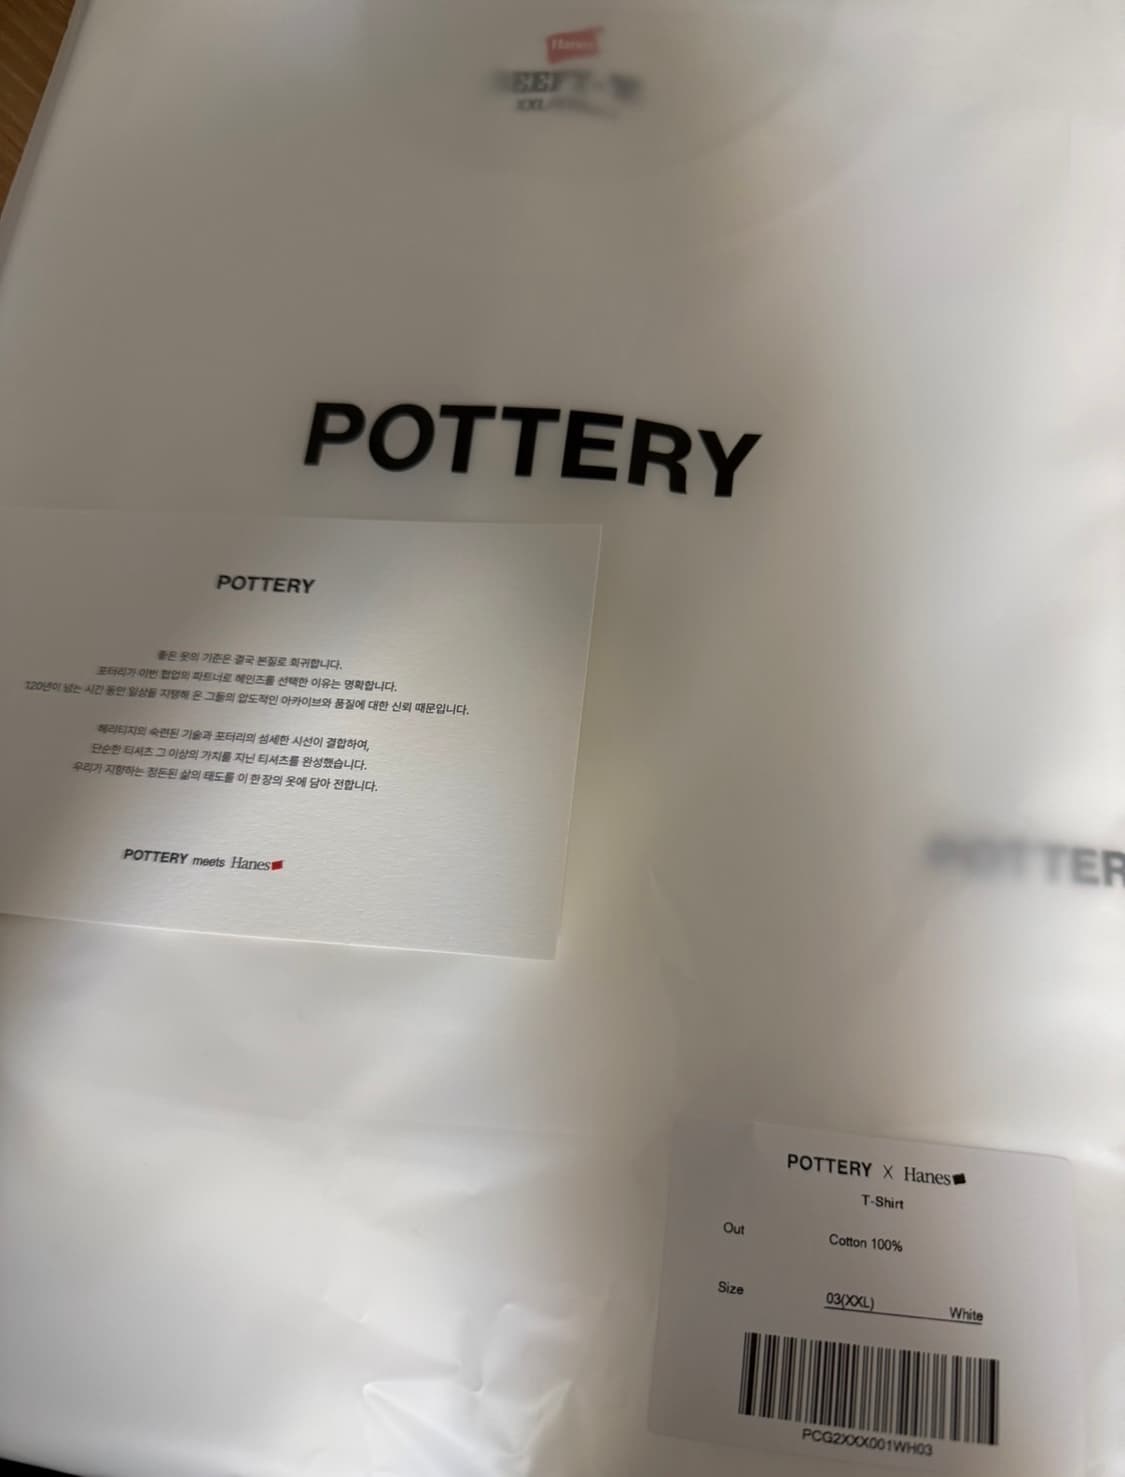 Hanes
BEEFY-T
XXL
POTTERY
POTTERY
좋은 옷의 기준은 결국 본질로 회귀합니다.
포터리가 이번 협업의 파트너로 헤인즈를 선택한 이유는 명확합니다.
120년이 넘는 시간 동안 일상을 지탱해 온 그들의 압도적인 아카이브와 품질에 대한 신뢰 때문입니다.
헤리티지의 숙련된 기술과 포터리의 섬세한 시선이 결합하여,
단순한 티셔츠 그 이상의 가치를 지닌 티셔츠를 완성했습니다.
우리가 지향하는 정돈된 삶의 태도를 이 한 장의 옷에 담아 전합니다.
POTTERY meets Hanes
POTTER
POTTERY X Hanes
T-Shirt
Out Cotton 100%
Size 03(XXL) White
PCG2XXX001WH03